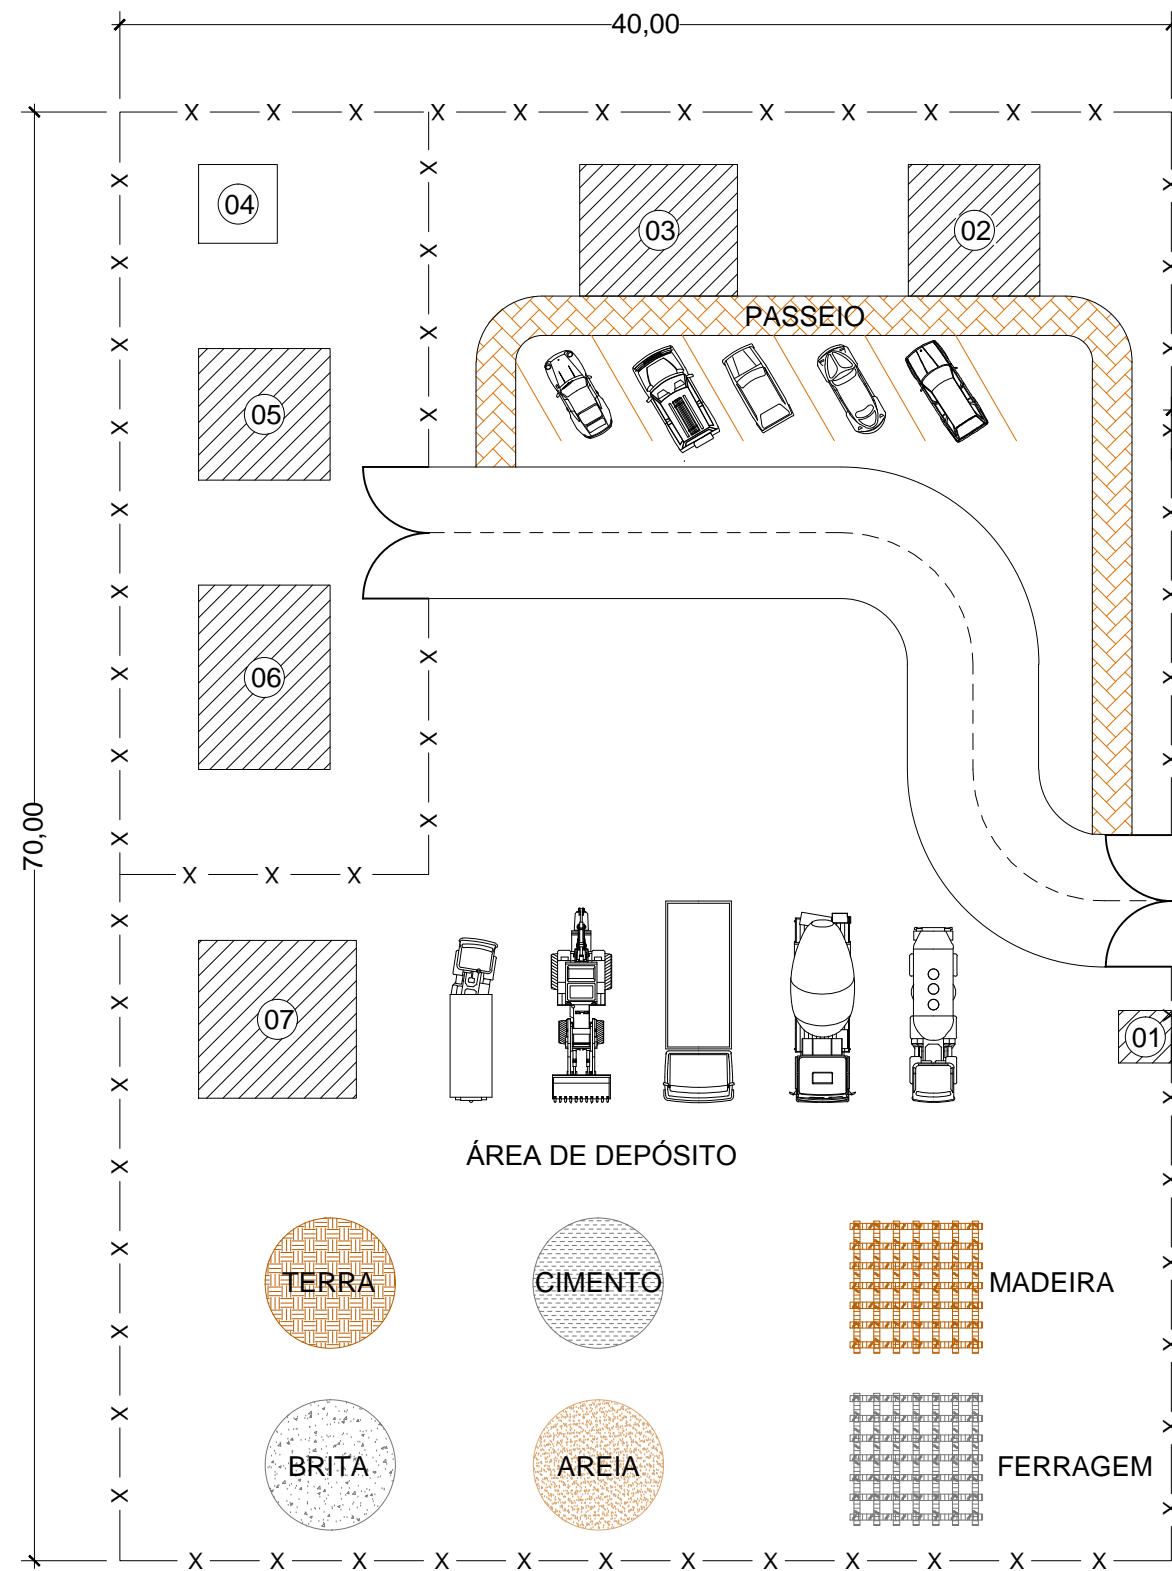 40,00
04
03
02
PASSEIO
05
06
70,00
07
01
ÁREA DE DEPÓSITO
TERRA
CIMENTO
MADEIRA
BRITA
AREIA
FERRAGEM